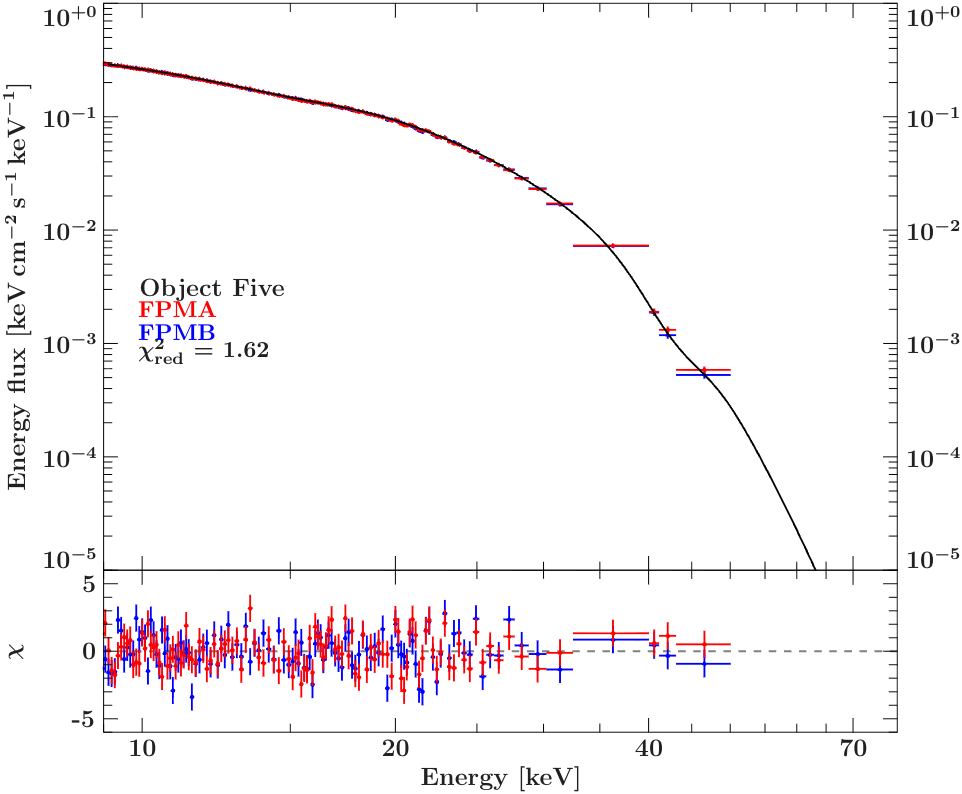 10⁺⁰ 10⁺⁰
10⁻¹ 10⁻¹
10⁻² 10⁻²
10⁻³ 10⁻³
10⁻⁴ 10⁻⁴
10⁻⁵ 10⁻⁵
Energy flux [keV cm⁻² s⁻¹ keV⁻¹]
Object Five
FPMA
FPMB
χ²red = 1.62
5
0
-5
χ
10 20 40 70
Energy [keV]